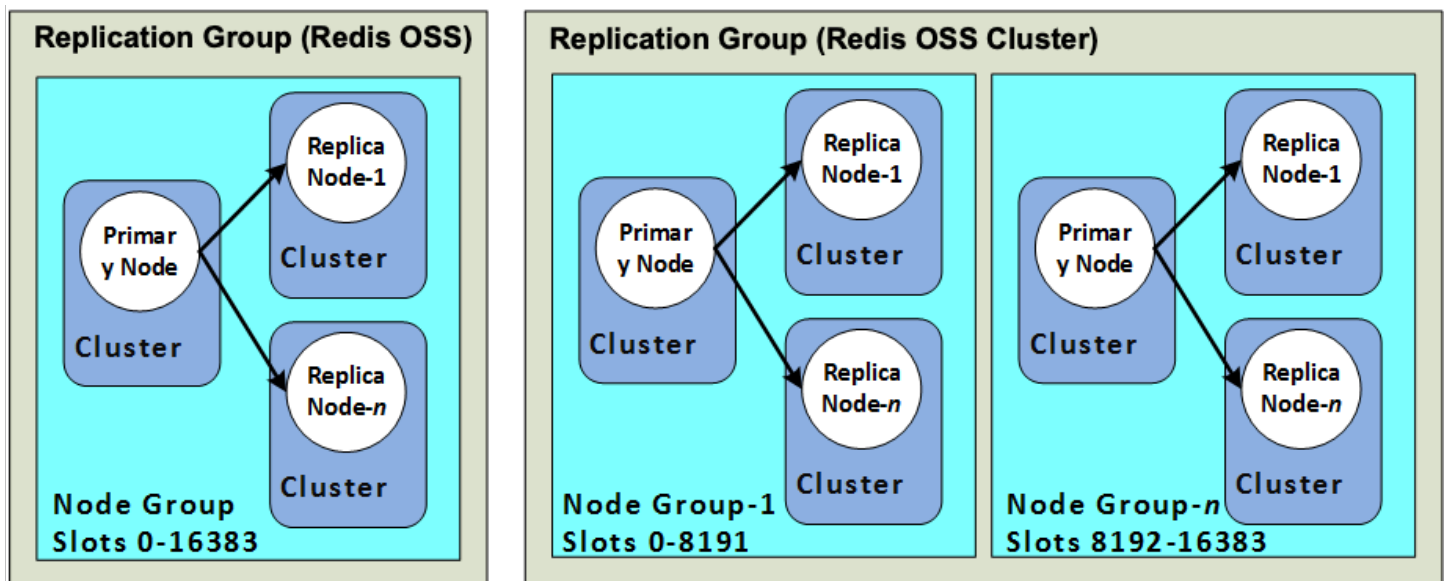 Replication Group (Redis OSS)
Replica
Node-1
Cluster
Primar
y Node
Cluster
Replica
Node-n
Cluster
Node Group
Slots 0-16383
Replication Group (Redis OSS Cluster)
Replica
Node-1
Cluster
Primar
y Node
Cluster
Replica
Node-n
Cluster
Node Group-1
Slots 0-8191
Replica
Node-1
Cluster
Primar
y Node
Cluster
Replica
Node-n
Cluster
Node Group-n
Slots 8192-16383